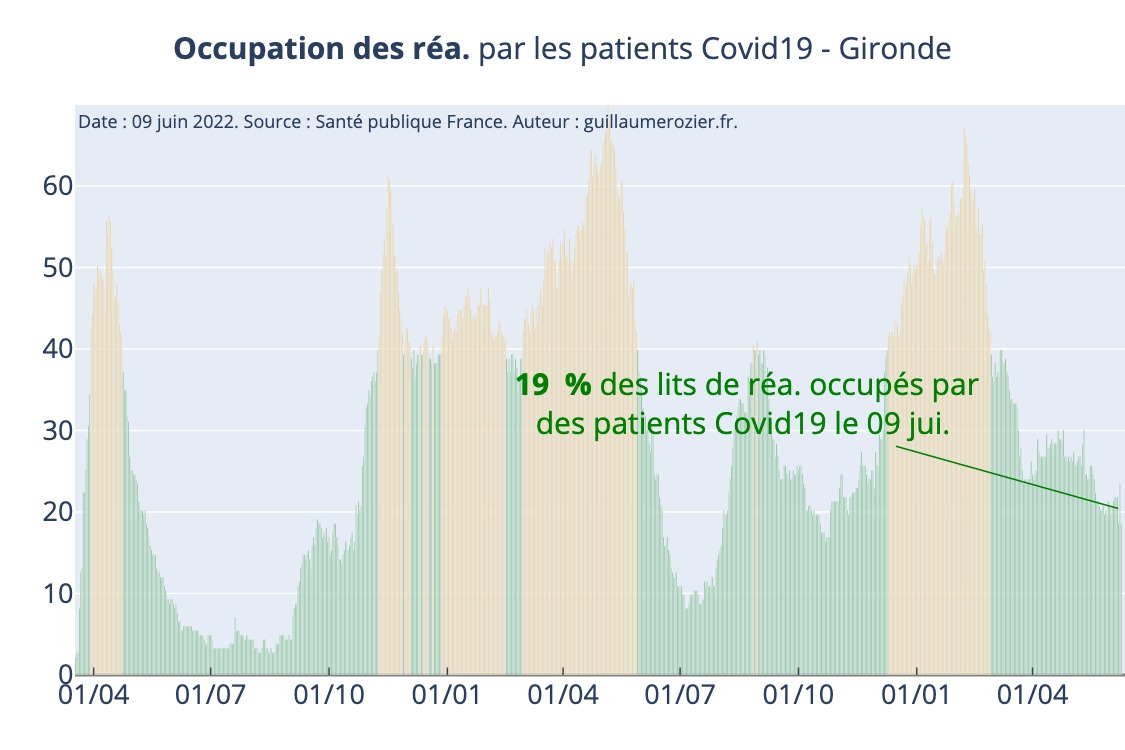 Occupation des réa. par les patients Covid19 - Gironde
Date : 09 juin 2022. Source : Santé publique France. Auteur : guillaumerozier.fr.
60
50
40
19 % des lits de réa. occupés par
des patients Covid19 le 09 jui.
30
20
10
0
01/04 01/07 01/10 01/01 01/04 01/07 01/10 01/01 01/04